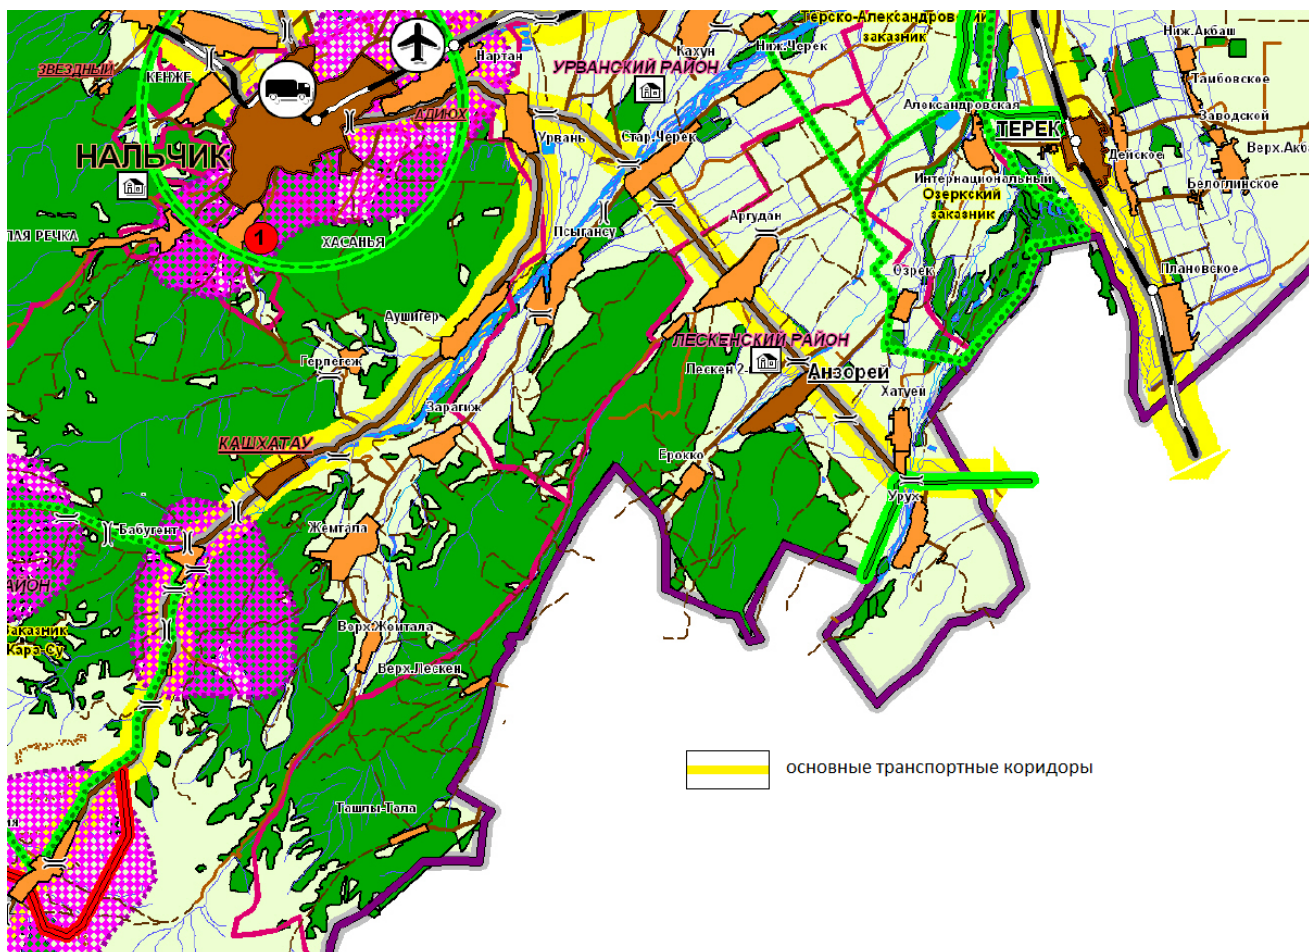 Терско-Александровский
заказник
Ниж.Черек
Кахун
Нартан
Ниж.Акбаш
ЗВЕЗДНЫЙ
КЕНЖЕ
УРВАНСКИЙ РАЙОН
Тамбовское
Александровская
Заводской
АДИЮХ
Урвань
Стар.Черек
ТЕРЕК
Дейское
Верх.Акба
НАЛЬЧИК
Интернациональный
Белоглинское
Озеркский
заказник
Аргудан
ЛАЯ РЕЧКА
1
ХАСАНЬЯ
Псыгансу
Озрек
Плановское
Аушигер
ЛЕСКЕНСКИЙ РАЙОН
Герпегеж
Лескен 2-
Анзорей
Хатуей
Зарагиж
КАШХАТАУ
Ерокко
Урух
Бабугент
Жемтала
АЙОН
Заказник
Кара-Су
Верх.Жемтала
Верх.Лескен
основные транспортные коридоры
Ташлы-Тала